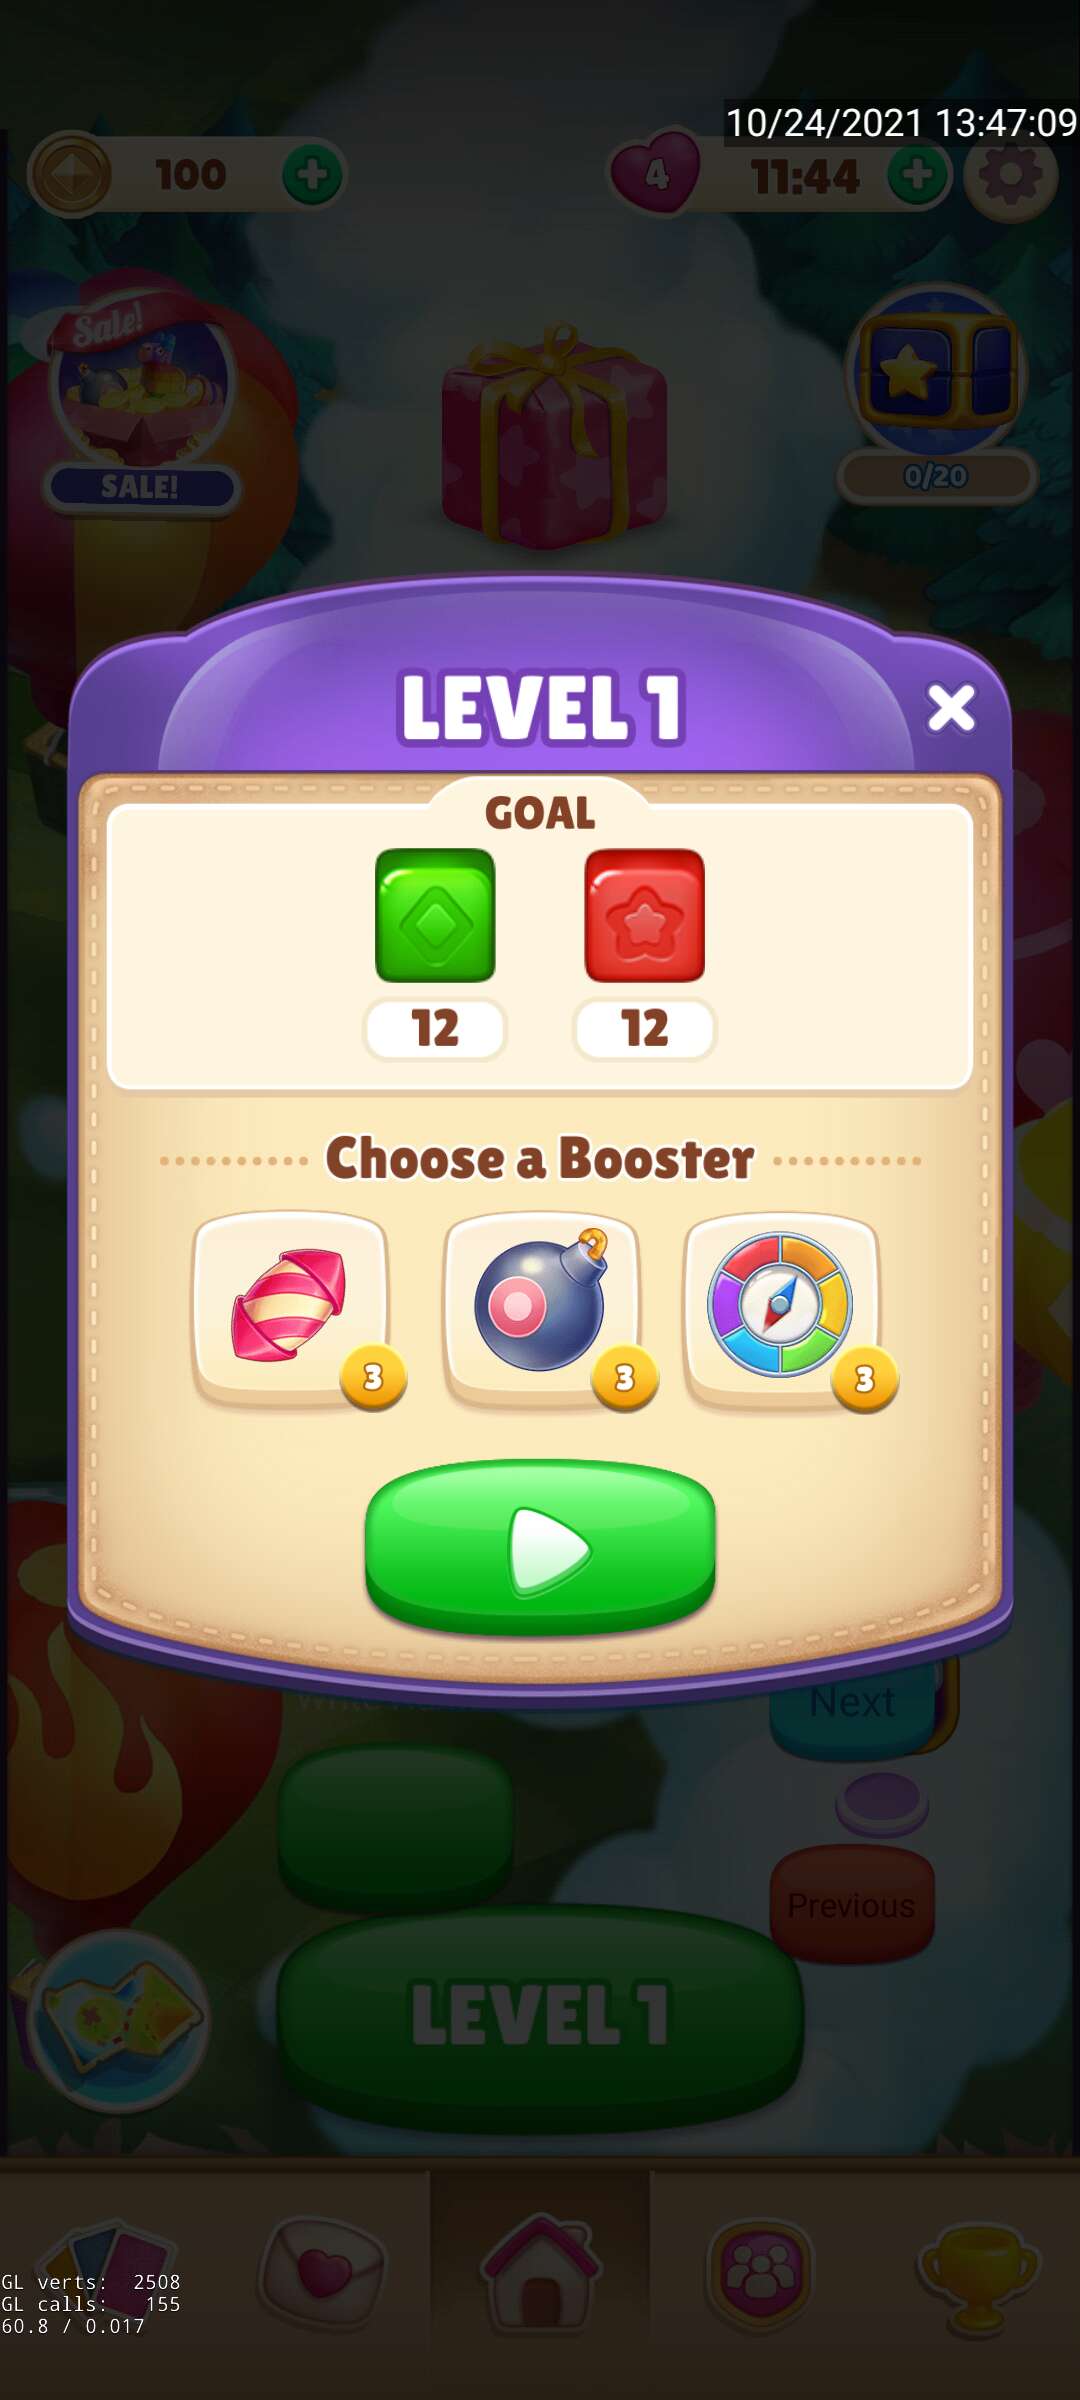 10/24/2021 13:47:09
100
4
11:44
Sale!
SALE!
0/20
LEVEL 1
GOAL
12
12
Choose a Booster
3
3
3
Next
Previous
LEVEL 1
GL verts: 2508
GL calls: 155
60.8 / 0.017